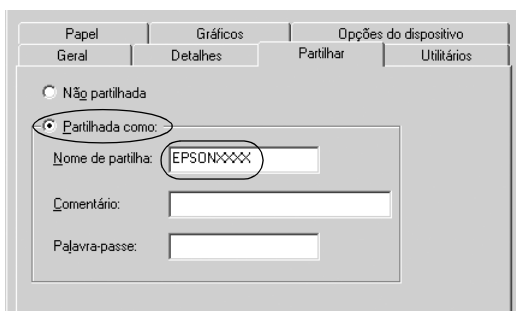 Papel Gráficos Opções do dispositivo
Geral Detalhes Partilhar Utilitários
Não partilhada
Partilhada como:
Nome de partilha: EPSONXXXX
Comentário:
Palavra-passe: